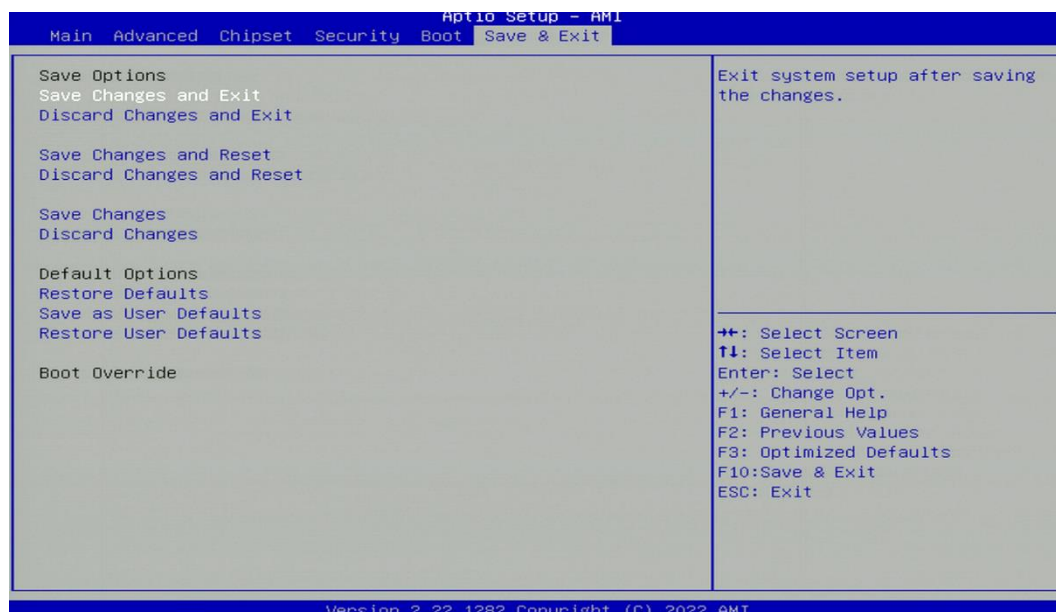 Aptio Setup – AMI
Main Advanced Chipset Security Boot Save & Exit
Save Options
Save Changes and Exit
Discard Changes and Exit
Save Changes and Reset
Discard Changes and Reset
Save Changes
Discard Changes
Default Options
Restore Defaults
Save as User Defaults
Restore User Defaults
Boot Override
Exit system setup after saving
the changes.
→←: Select Screen
↑↓: Select Item
Enter: Select
+/-: Change Opt.
F1: General Help
F2: Previous Values
F3: Optimized Defaults
F10:Save & Exit
ESC: Exit
Version 2.22.1282 Copyright (C) 2022 AMI